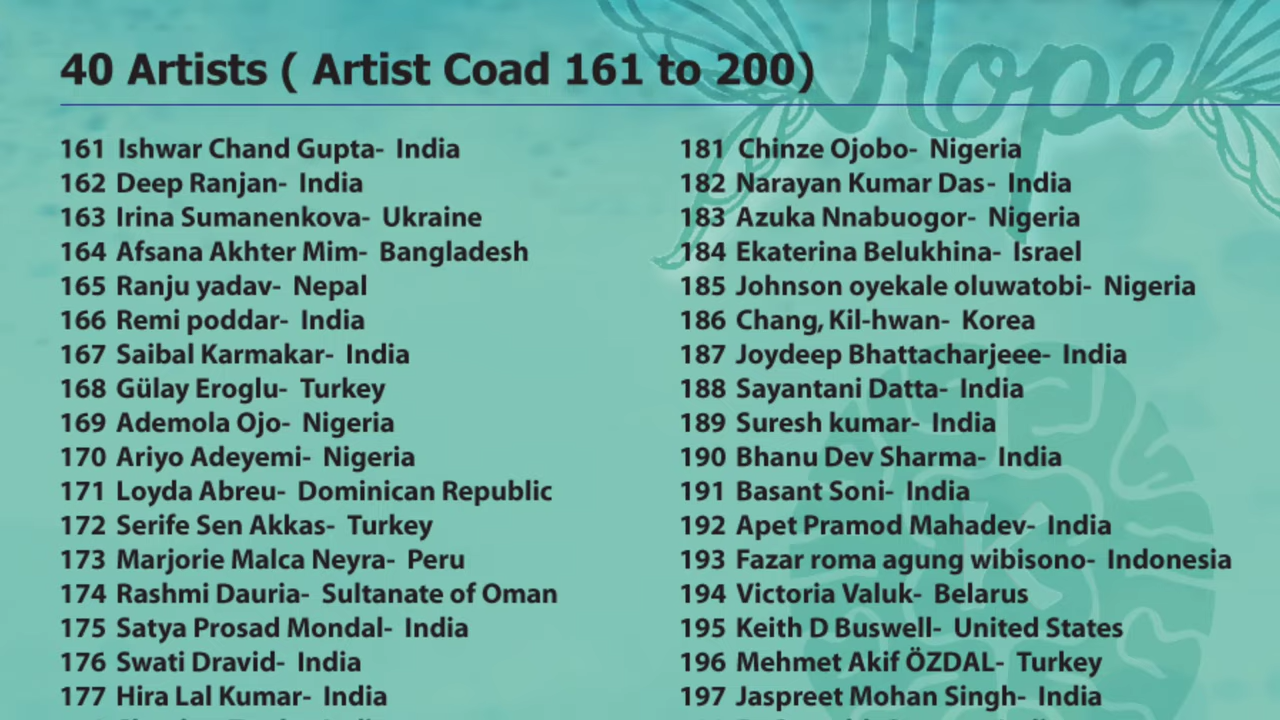 Hope
40 Artists ( Artist Coad 161 to 200)
161 Ishwar Chand Gupta- India
162 Deep Ranjan- India
163 Irina Sumanenkova- Ukraine
164 Afsana Akhter Mim- Bangladesh
165 Ranju yadav- Nepal
166 Remi poddar- India
167 Saibal Karmakar- India
168 Gülay Eroglu- Turkey
169 Ademola Ojo- Nigeria
170 Ariyo Adeyemi- Nigeria
171 Loyda Abreu- Dominican Republic
172 Serife Sen Akkas- Turkey
173 Marjorie Malca Neyra- Peru
174 Rashmi Dauria- Sultanate of Oman
175 Satya Prosad Mondal- India
176 Swati Dravid- India
177 Hira Lal Kumar- India
181 Chinze Ojobo- Nigeria
182 Narayan Kumar Das- India
183 Azuka Nnabuogor- Nigeria
184 Ekaterina Belukhina- Israel
185 Johnson oyekale oluwatobi- Nigeria
186 Chang, Kil-hwan- Korea
187 Joydeep Bhattacharjeee- India
188 Sayantani Datta- India
189 Suresh kumar- India
190 Bhanu Dev Sharma- India
191 Basant Soni- India
192 Apet Pramod Mahadev- India
193 Fazar roma agung wibisono- Indonesia
194 Victoria Valuk- Belarus
195 Keith D Buswell- United States
196 Mehmet Akif ÖZDAL- Turkey
197 Jaspreet Mohan Singh- India